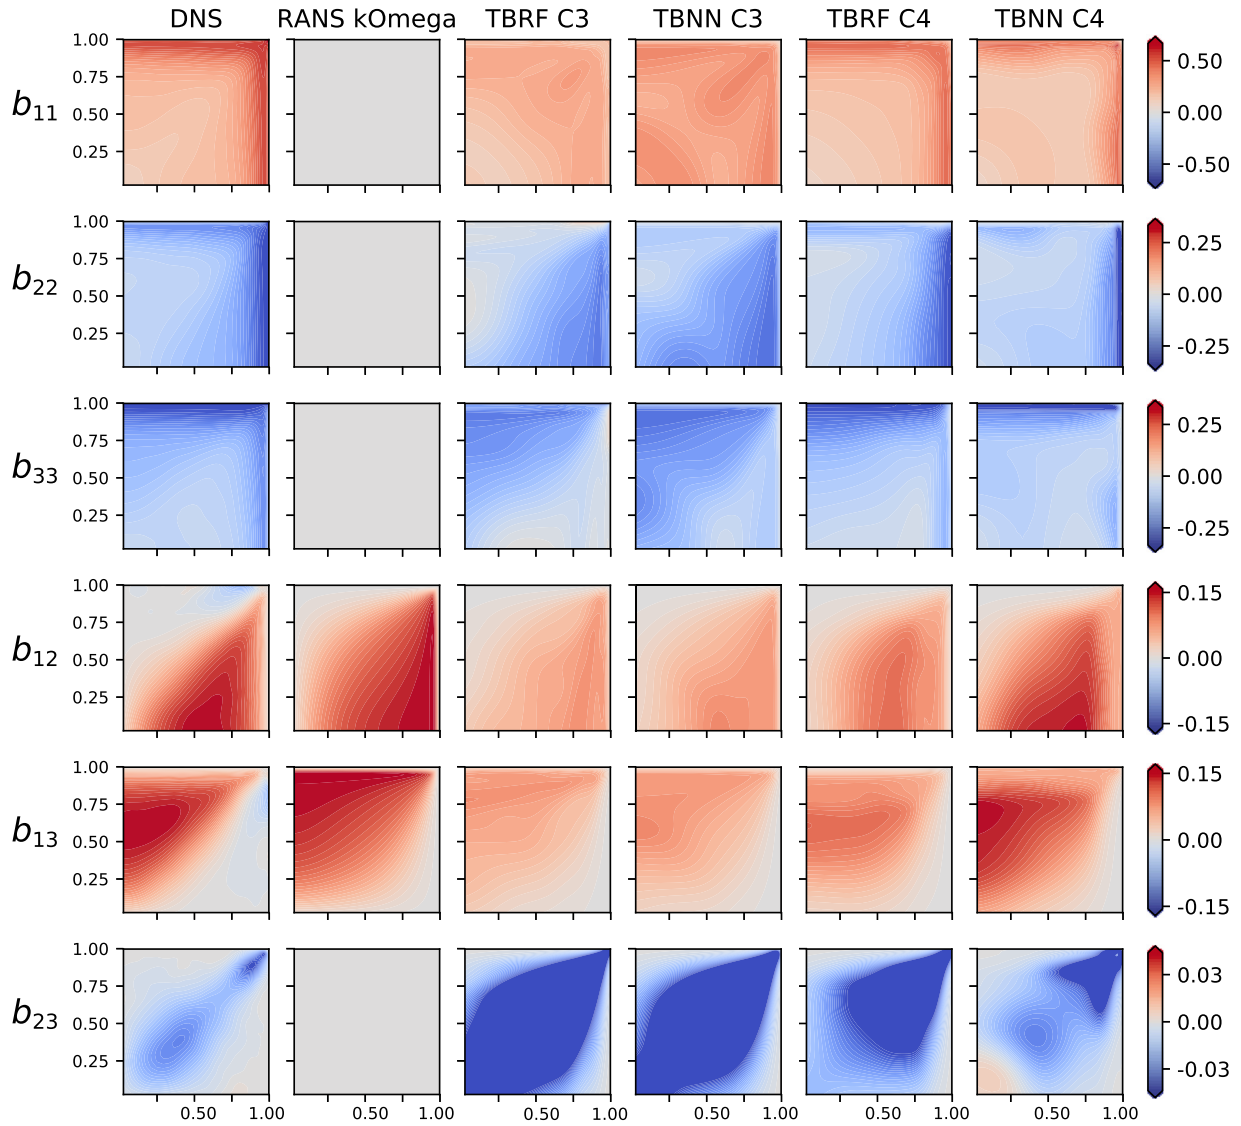 DNS RANS kOmega TBRF C3 TBNN C3 TBRF C4 TBNN C4
b11 1.00 0.75 0.50 0.25 0.50 0.00 -0.50
b22 1.00 0.75 0.50 0.25 0.25 0.00 -0.25
b33 1.00 0.75 0.50 0.25 0.25 0.00 -0.25
b12 1.00 0.75 0.50 0.25 0.15 0.00 -0.15
b13 1.00 0.75 0.50 0.25 0.15 0.00 -0.15
b23 1.00 0.75 0.50 0.25 0.03 0.00 -0.03
0.50 1.00 0.50 1.00 0.50 1.00 0.50 1.00 0.50 1.00 0.50 1.00